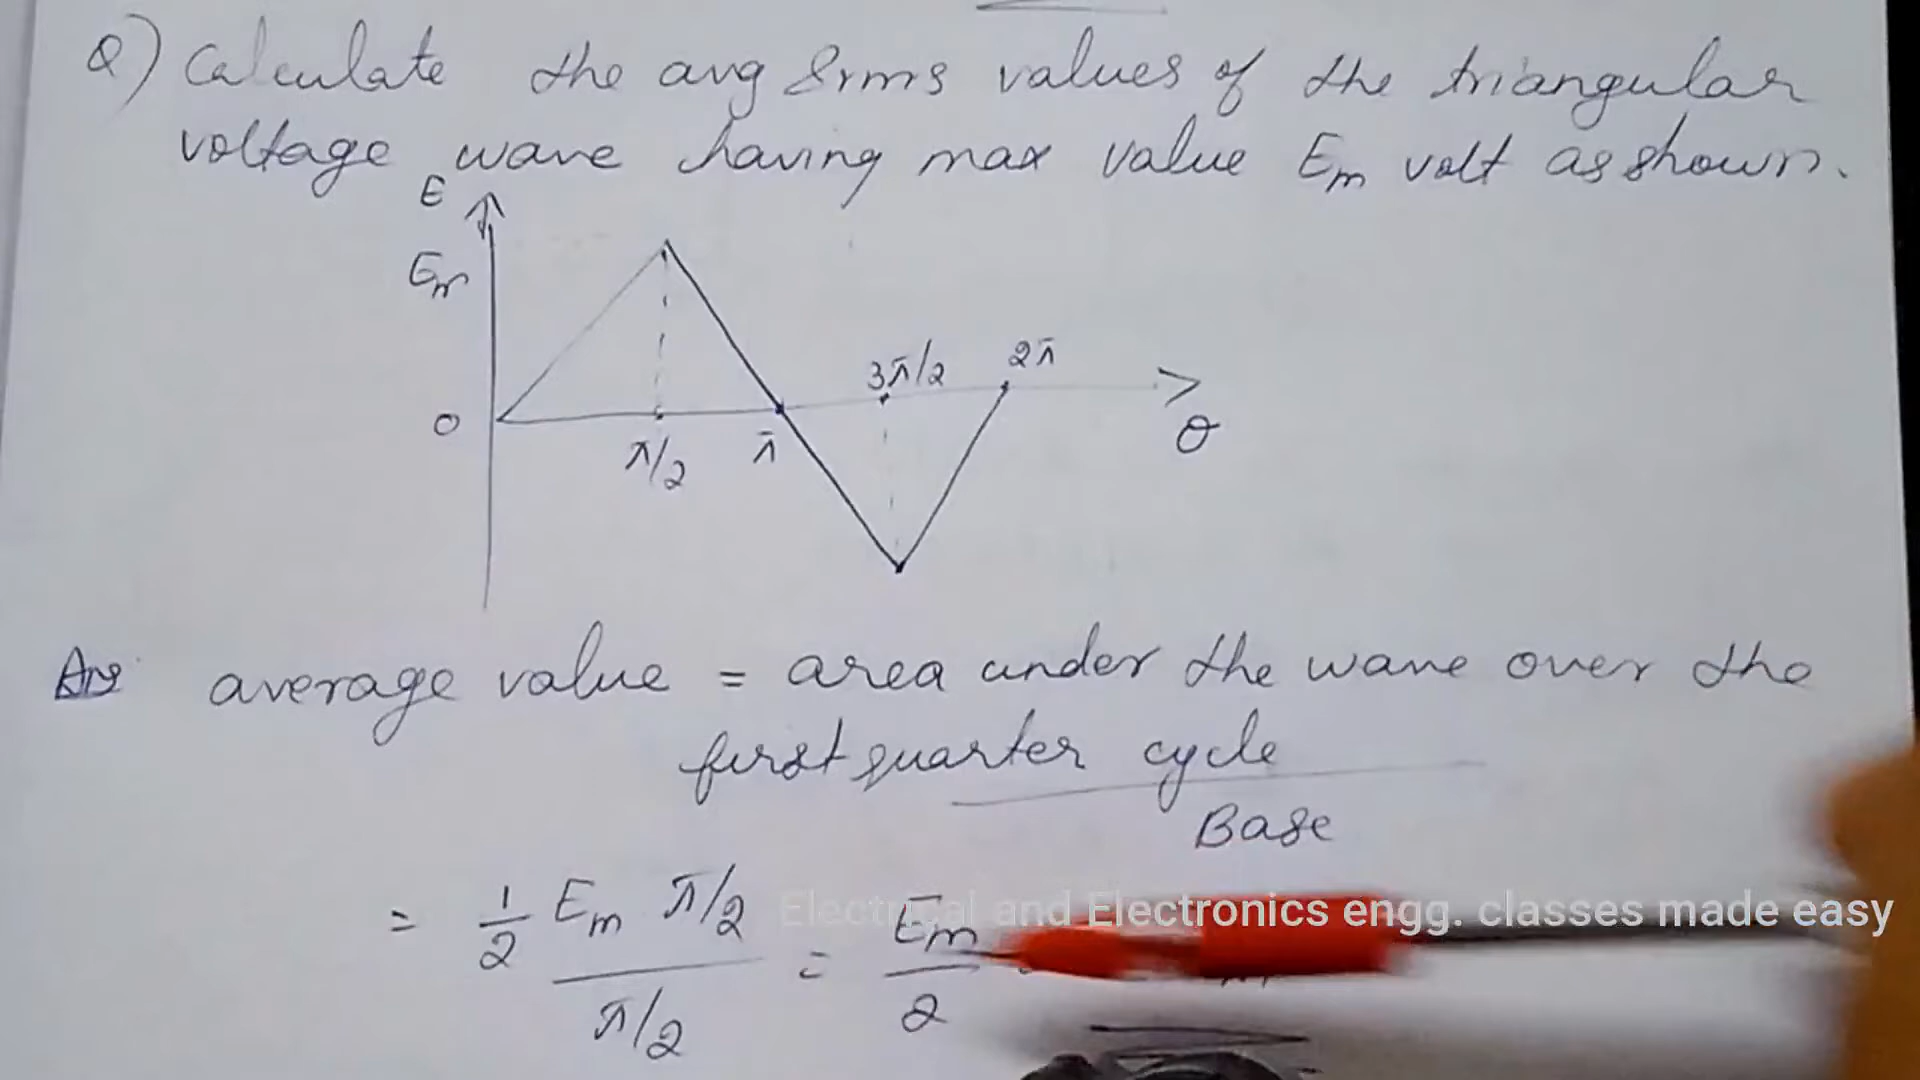 Q) Calculate the avg & rms values of the triangular
voltage wave having max value Em volt as shown.
E
Em
3π/2
2π
0
π/2
π
θ
Ans average value = area under the wave over the
first quarter cycle
Base
= 1/2 Em π/2 / π/2 = Em/2
Electrical and Electronics engg. classes made easy